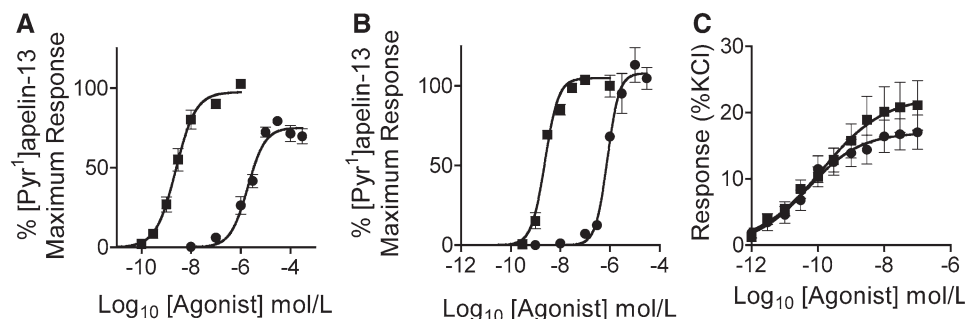 A
% [Pyr1]apelin-13
Maximum Response
100
50
0
-10 -8 -6 -4
Log10 [Agonist] mol/L
B
% [Pyr1]apelin-13
Maximum Response
100
50
0
-12 -10 -8 -6 -4
Log10 [Agonist] mol/L
C
Response (%KCl)
30
20
10
0
-12 -10 -8 -6
Log10 [Agonist] mol/L